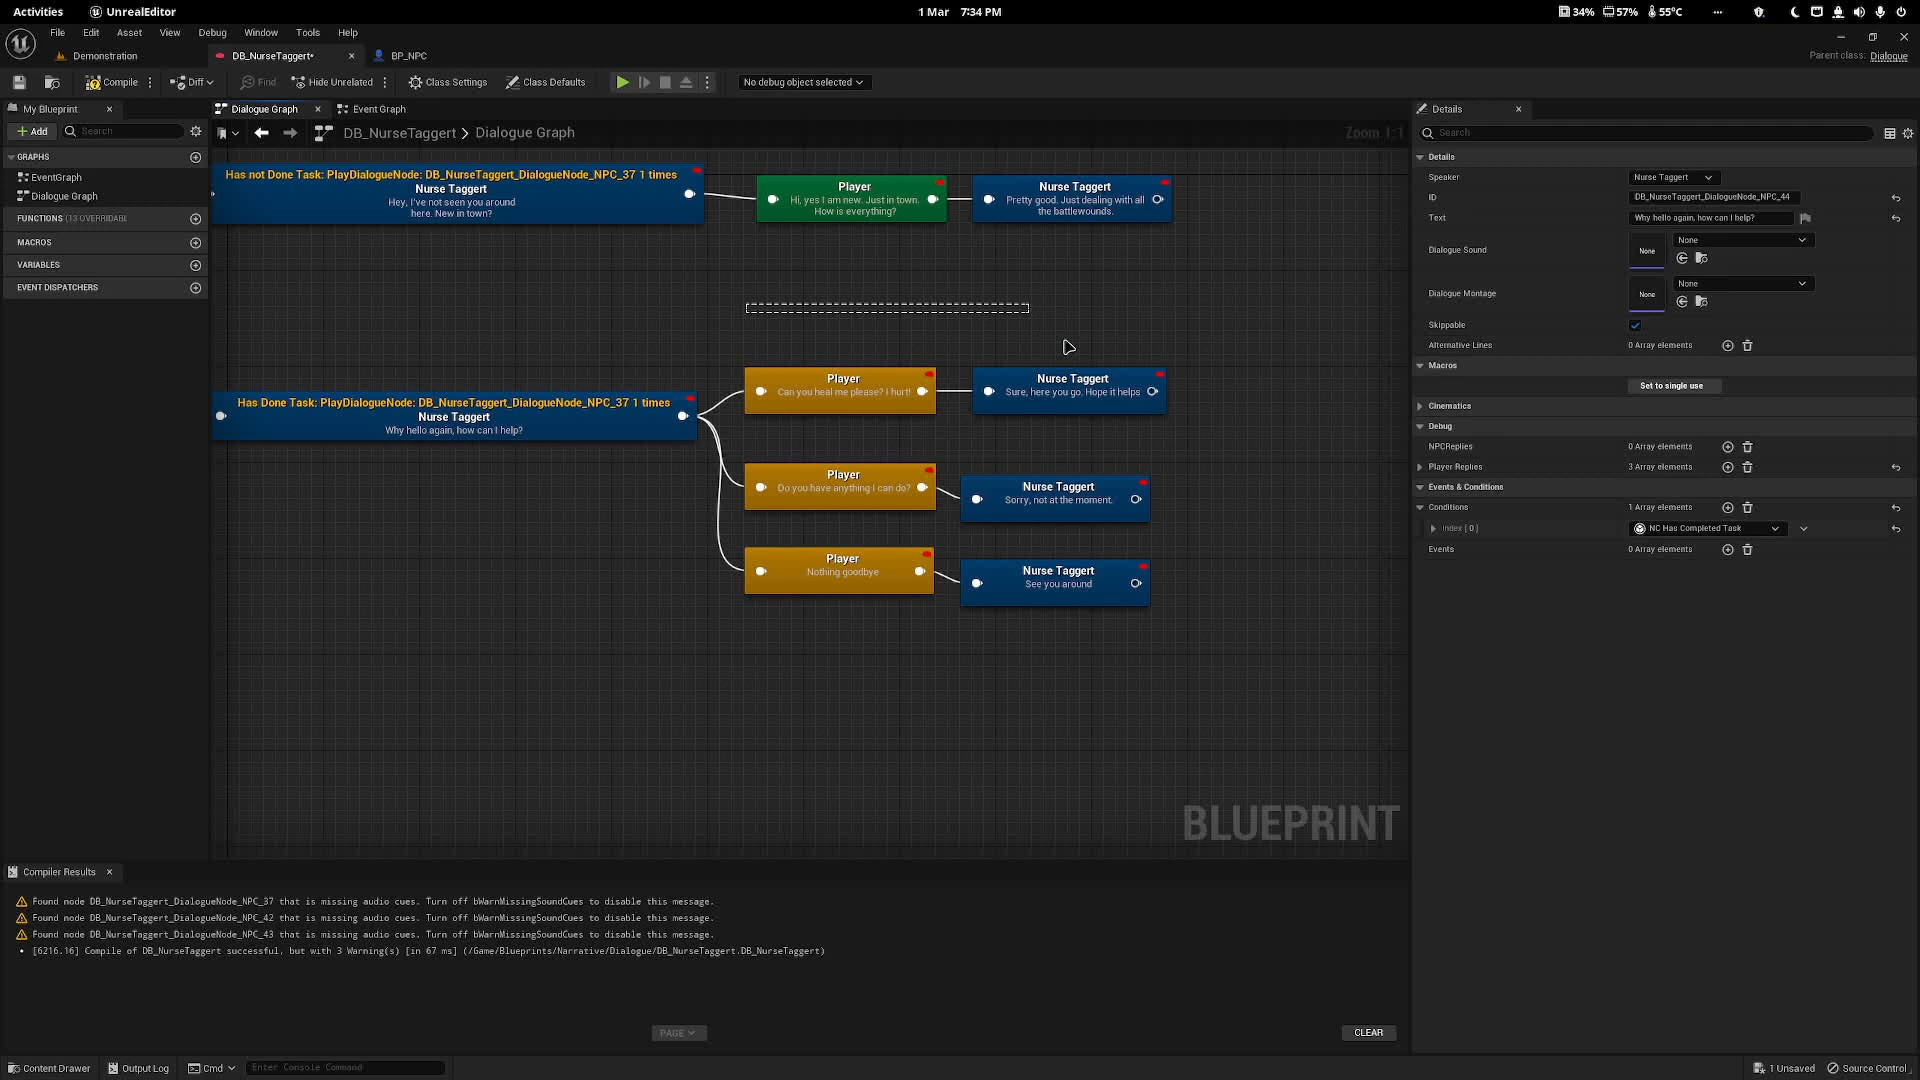 Activities UnrealEditor 1 Mar 7:34 PM 34% 57% 55°C
File Edit Asset View Debug Window Tools Help
Demonstration DB_NurseTaggert• BP_NPC Parent class: Dialogue
Compile Diff Find Hide Unrelated Class Settings Class Defaults No debug object selected
My Blueprint Dialogue Graph Event Graph Details
Add Search DB_NurseTaggert > Dialogue Graph Zoom 1:1 Search
GRAPHS
EventGraph
Dialogue Graph
FUNCTIONS (13 OVERRIDABL
MACROS
VARIABLES
EVENT DISPATCHERS
Has not Done Task: PlayDialogueNode: DB_NurseTaggert_DialogueNode_NPC_37 1 times
Nurse Taggert
Hey, I've not seen you around
here. New in town?
Player
Hi, yes I am new. Just in town.
How is everything?
Nurse Taggert
Pretty good. Just dealing with all
the battlewounds.
Has Done Task: PlayDialogueNode: DB_NurseTaggert_DialogueNode_NPC_37 1 times
Nurse Taggert
Why hello again, how can I help?
Player
Can you heal me please? I hurt!
Nurse Taggert
Sure, here you go. Hope it helps
Player
Do you have anything I can do?
Nurse Taggert
Sorry, not at the moment.
Player
Nothing goodbye
Nurse Taggert
See you around
BLUEPRINT
Details
Speaker Nurse Taggert
ID DB_NurseTaggert_DialogueNode_NPC_44
Text Why hello again, how can I help?
Dialogue Sound None None
Dialogue Montage None None
Skippable
Alternative Lines 0 Array elements
Macros
Set to single use
Cinematics
Debug
NPCReplies 0 Array elements
Player Replies 3 Array elements
Events & Conditions
Conditions 1 Array elements
Index [ 0 ] NC Has Completed Task
Events 0 Array elements
Compiler Results
Found node DB_NurseTaggert_DialogueNode_NPC_37 that is missing audio cues. Turn off bWarnMissingSoundCues to disable this message.
Found node DB_NurseTaggert_DialogueNode_NPC_42 that is missing audio cues. Turn off bWarnMissingSoundCues to disable this message.
Found node DB_NurseTaggert_DialogueNode_NPC_43 that is missing audio cues. Turn off bWarnMissingSoundCues to disable this message.
• [6216.16] Compile of DB_NurseTaggert successful, but with 3 Warning(s) [in 67 ms] (/Game/Blueprints/Narrative/Dialogue/DB_NurseTaggert.DB_NurseTaggert)
PAGE CLEAR
Content Drawer Output Log Cmd Enter Console Command 1 Unsaved Source Control